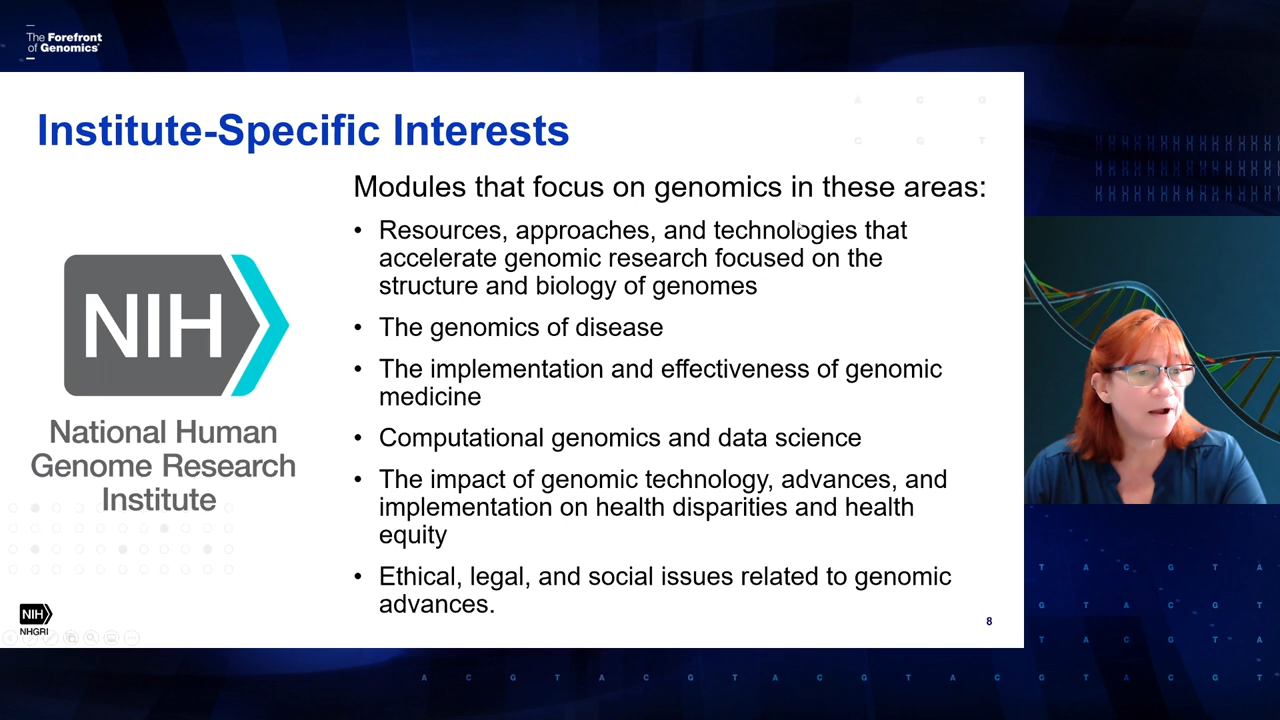 The Forefront
of Genomics
Institute-Specific Interests
A C G
C G T
Modules that focus on genomics in these areas:
• Resources, approaches, and technologies that
accelerate genomic research focused on the
structure and biology of genomes
• The genomics of disease
• The implementation and effectiveness of genomic
medicine
• Computational genomics and data science
• The impact of genomic technology, advances, and
implementation on health disparities and health
equity
• Ethical, legal, and social issues related to genomic
advances.
NIH
National Human
Genome Research
Institute
NIH
NHGRI
8
T A C G T A
G T A C G T
T A C G T A
A C G T A C G T A C G T A C G T A C G T